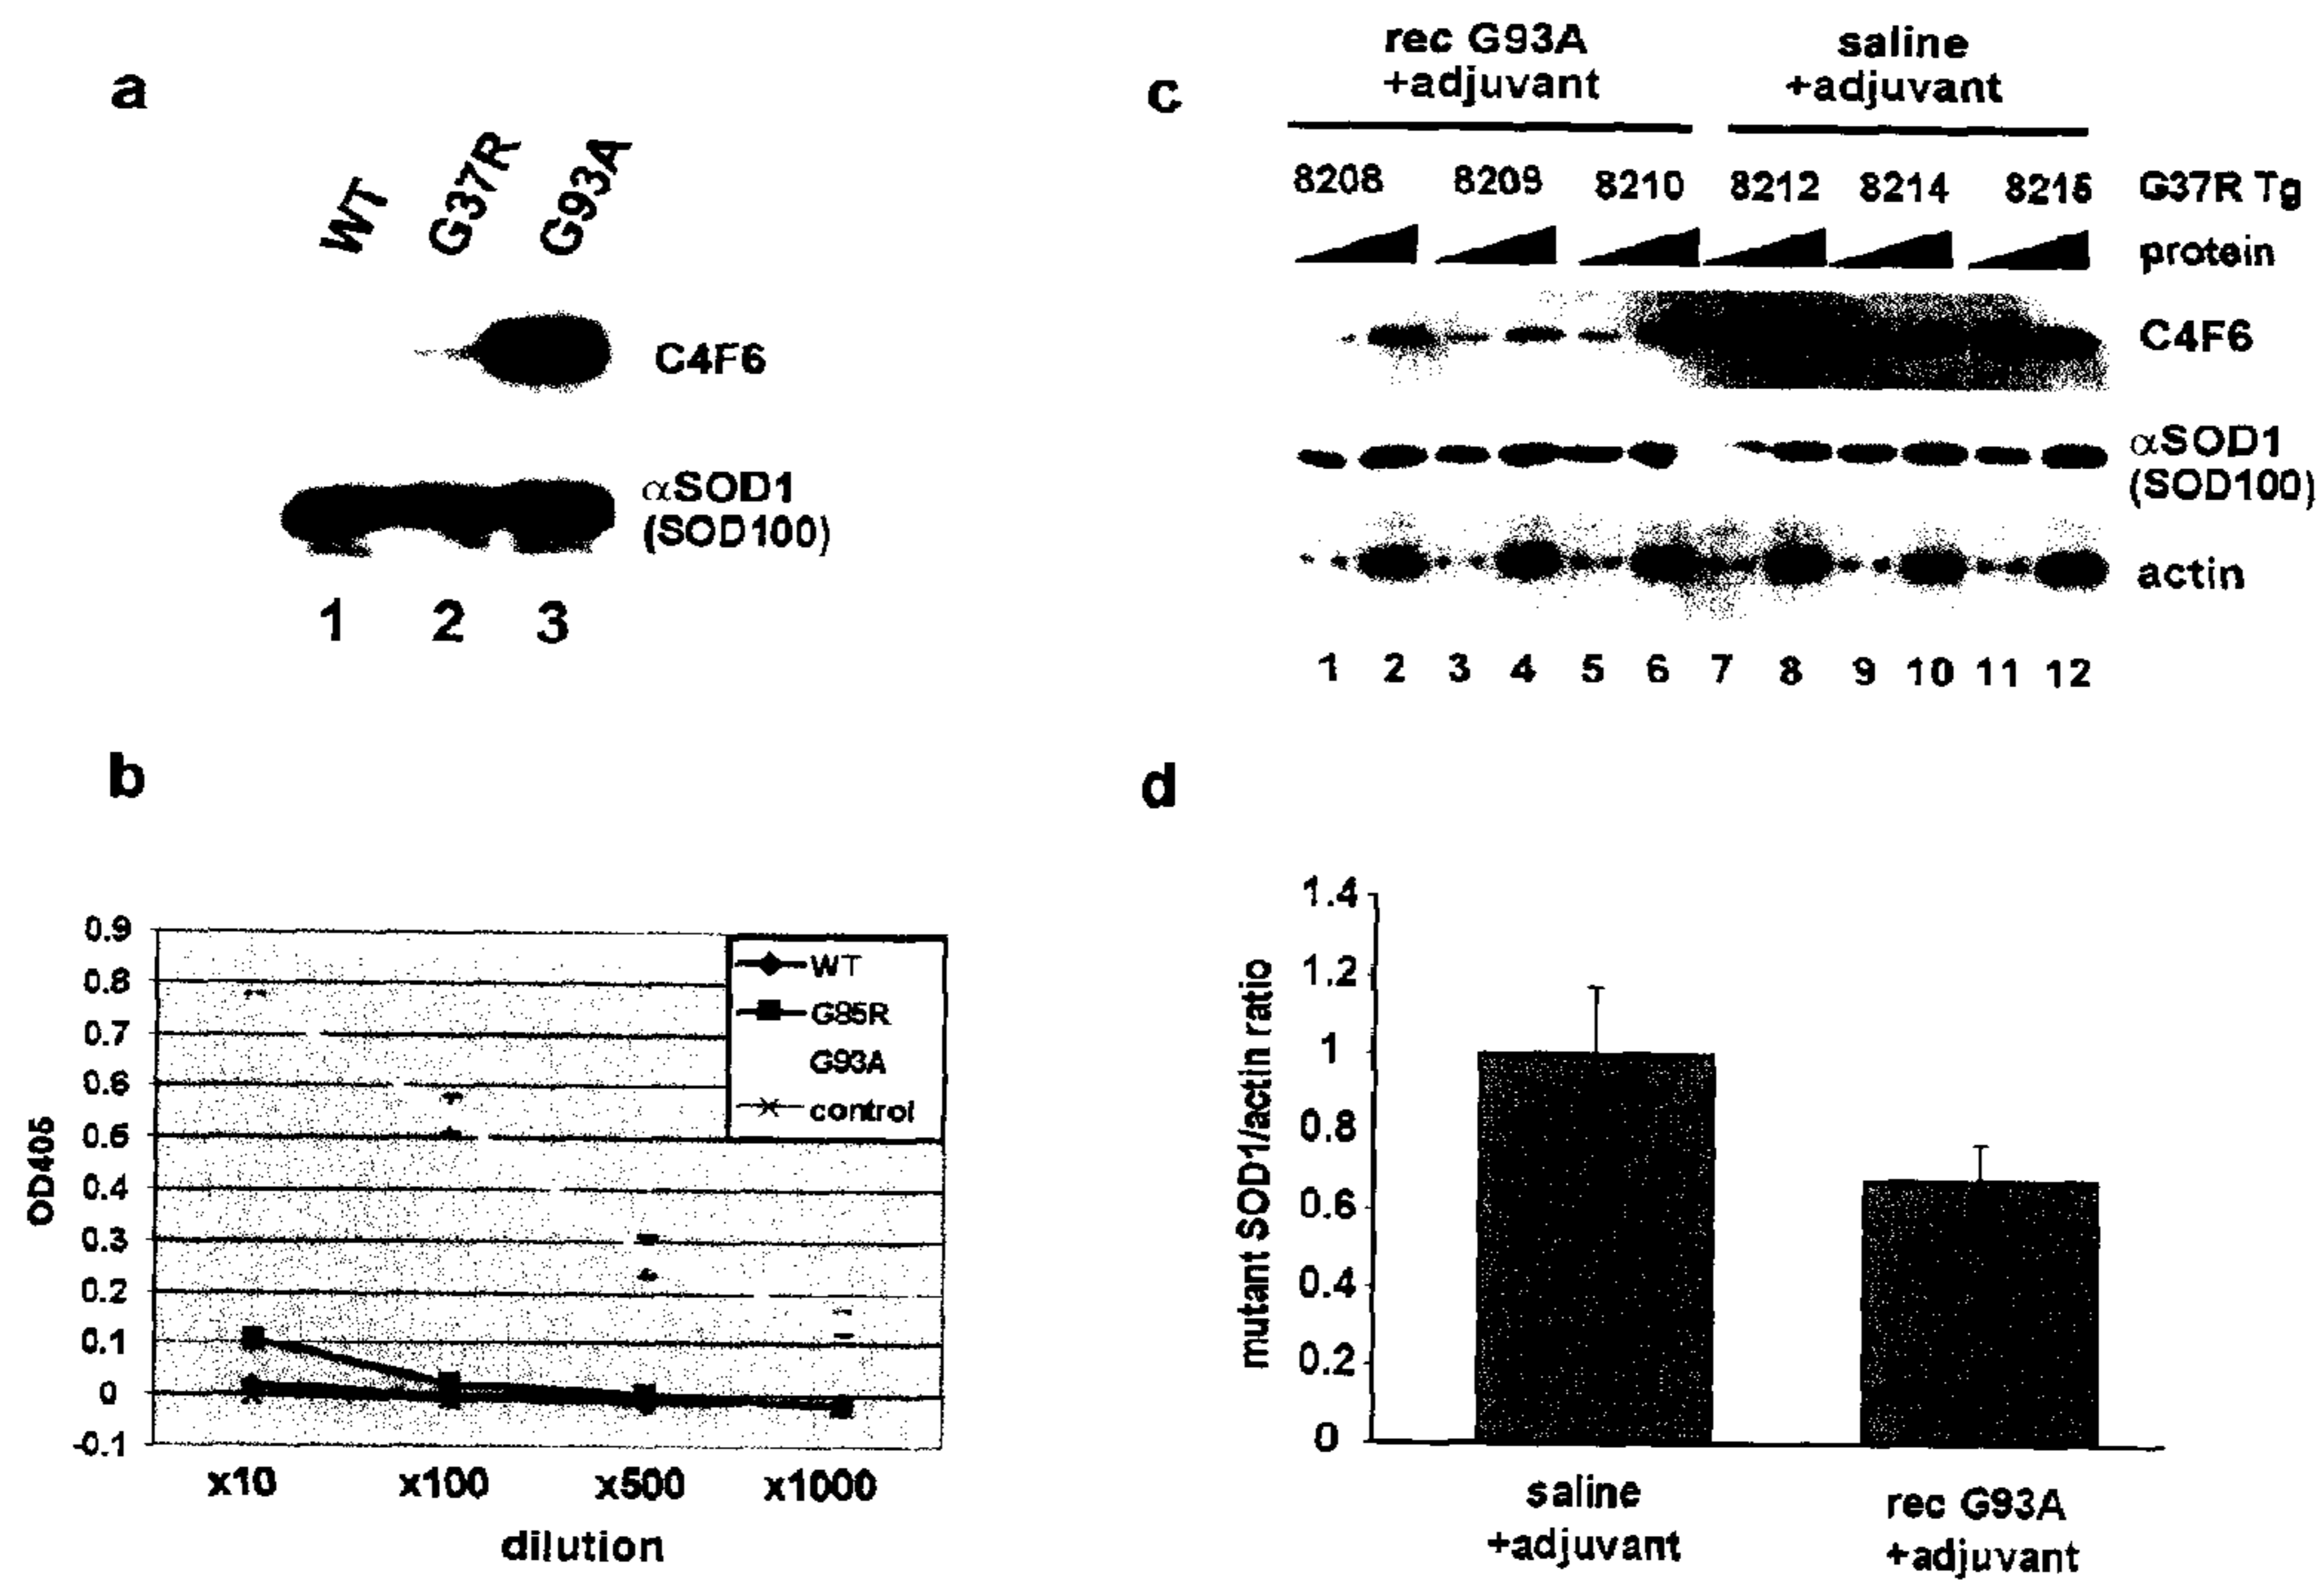 a
WT G37R G93A
C4F6
αSOD1
(SOD100)
1 2 3
b
0.9
0.8
0.7
0.6
0.5
0.4
0.3
0.2
0.1
0
-0.1
OD405
WT
G85R
G93A
control
x10 x100 x500 x1000
dilution
c
rec G93A
+adjuvant
saline
+adjuvant
8208 8209 8210 8212 8214 8215 G37R Tg
protein
C4F6
αSOD1
(SOD100)
actin
1 2 3 4 5 6 7 8 9 10 11 12
d
mutant SOD1/actin ratio
1.4
1.2
1
0.8
0.6
0.4
0.2
0
saline
+adjuvant
rec G93A
+adjuvant